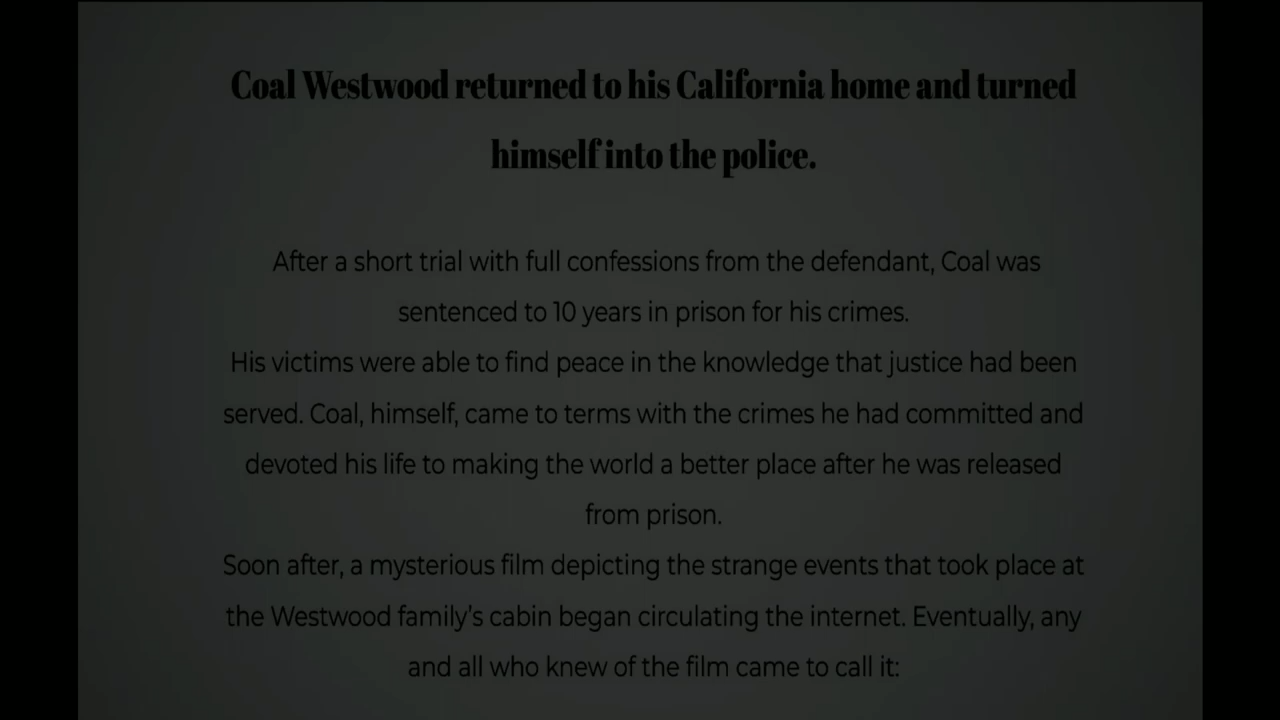 Coal Westwood returned to his California home and turned
himself into the police.
After a short trial with full confessions from the defendant, Coal was
sentenced to 10 years in prison for his crimes.
His victims were able to find peace in the knowledge that justice had been
served. Coal, himself, came to terms with the crimes he had committed and
devoted his life to making the world a better place after he was released
from prison.
Soon after, a mysterious film depicting the strange events that took place at
the Westwood family's cabin began circulating the internet. Eventually, any
and all who knew of the film came to call it: